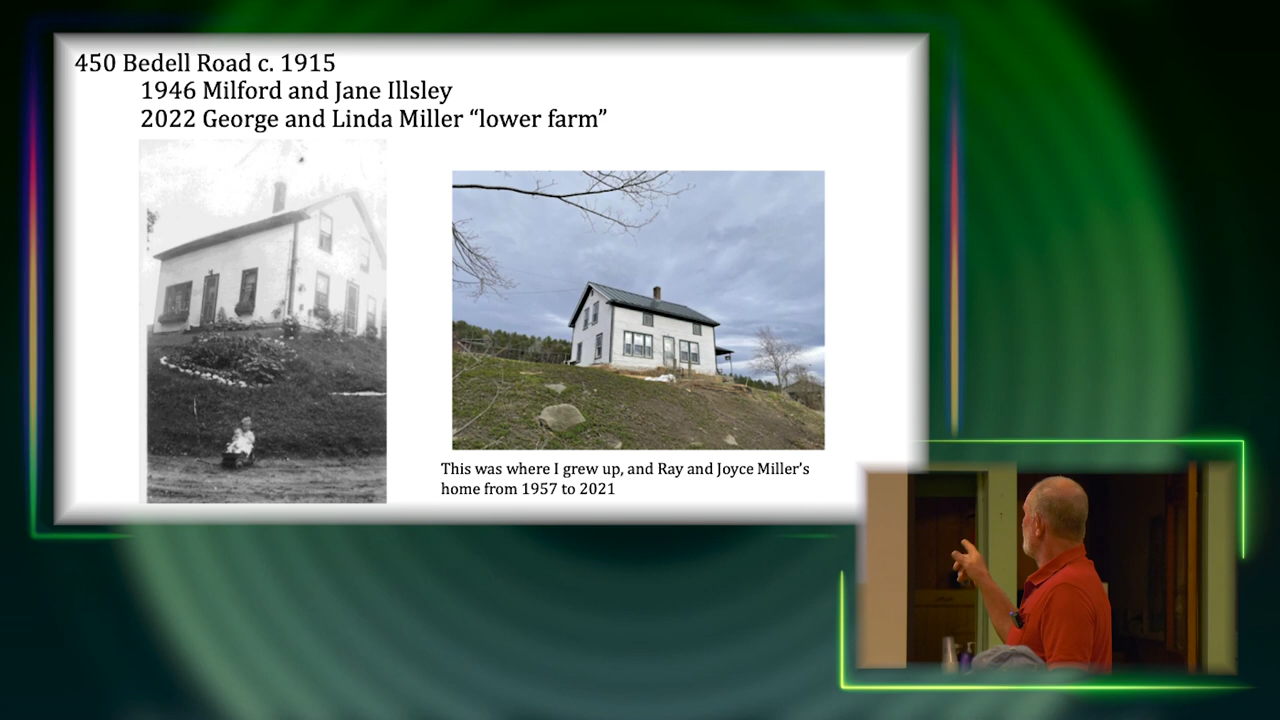 450 Bedell Road c. 1915
1946 Milford and Jane Illsley
2022 George and Linda Miller “lower farm”
This was where I grew up, and Ray and Joyce Miller’s
home from 1957 to 2021